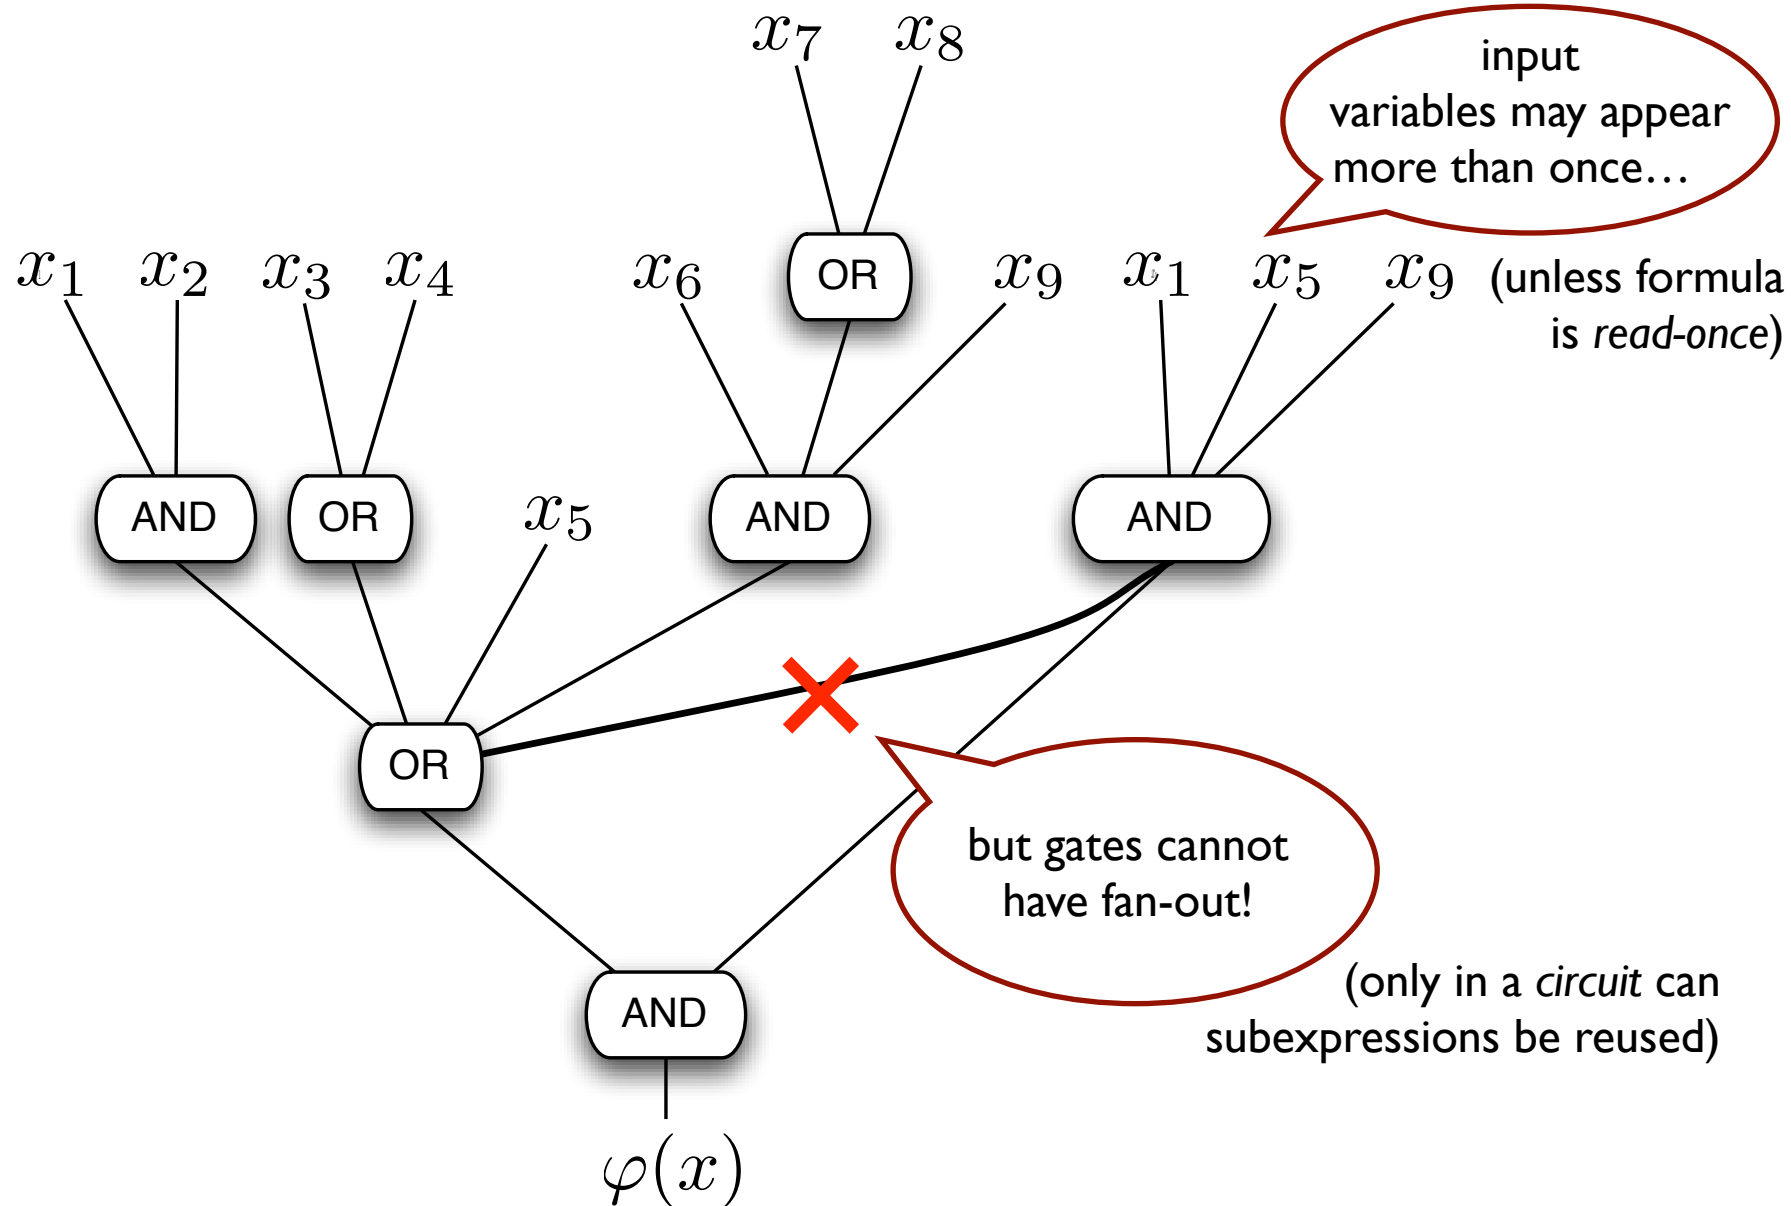 x₇ x₈
input
variables may appear
more than once…
x₁ x₂ x₃ x₄ x₆ OR x₉ x₁ x₅ x₉ (unless formula
is read-once)
AND OR x₅ AND AND
OR
but gates cannot
have fan-out!
(only in a circuit can
subexpressions be reused)
AND
φ(x)